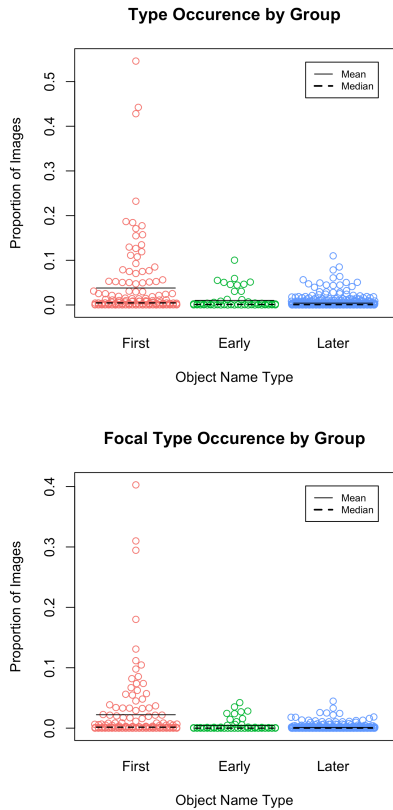 Type Occurence by Group
Proportion of Images
0.0
0.1
0.2
0.3
0.4
0.5
Mean
Median
First Early Later
Object Name Type
Focal Type Occurence by Group
Proportion of Images
0.0
0.1
0.2
0.3
0.4
Mean
Median
First Early Later
Object Name Type